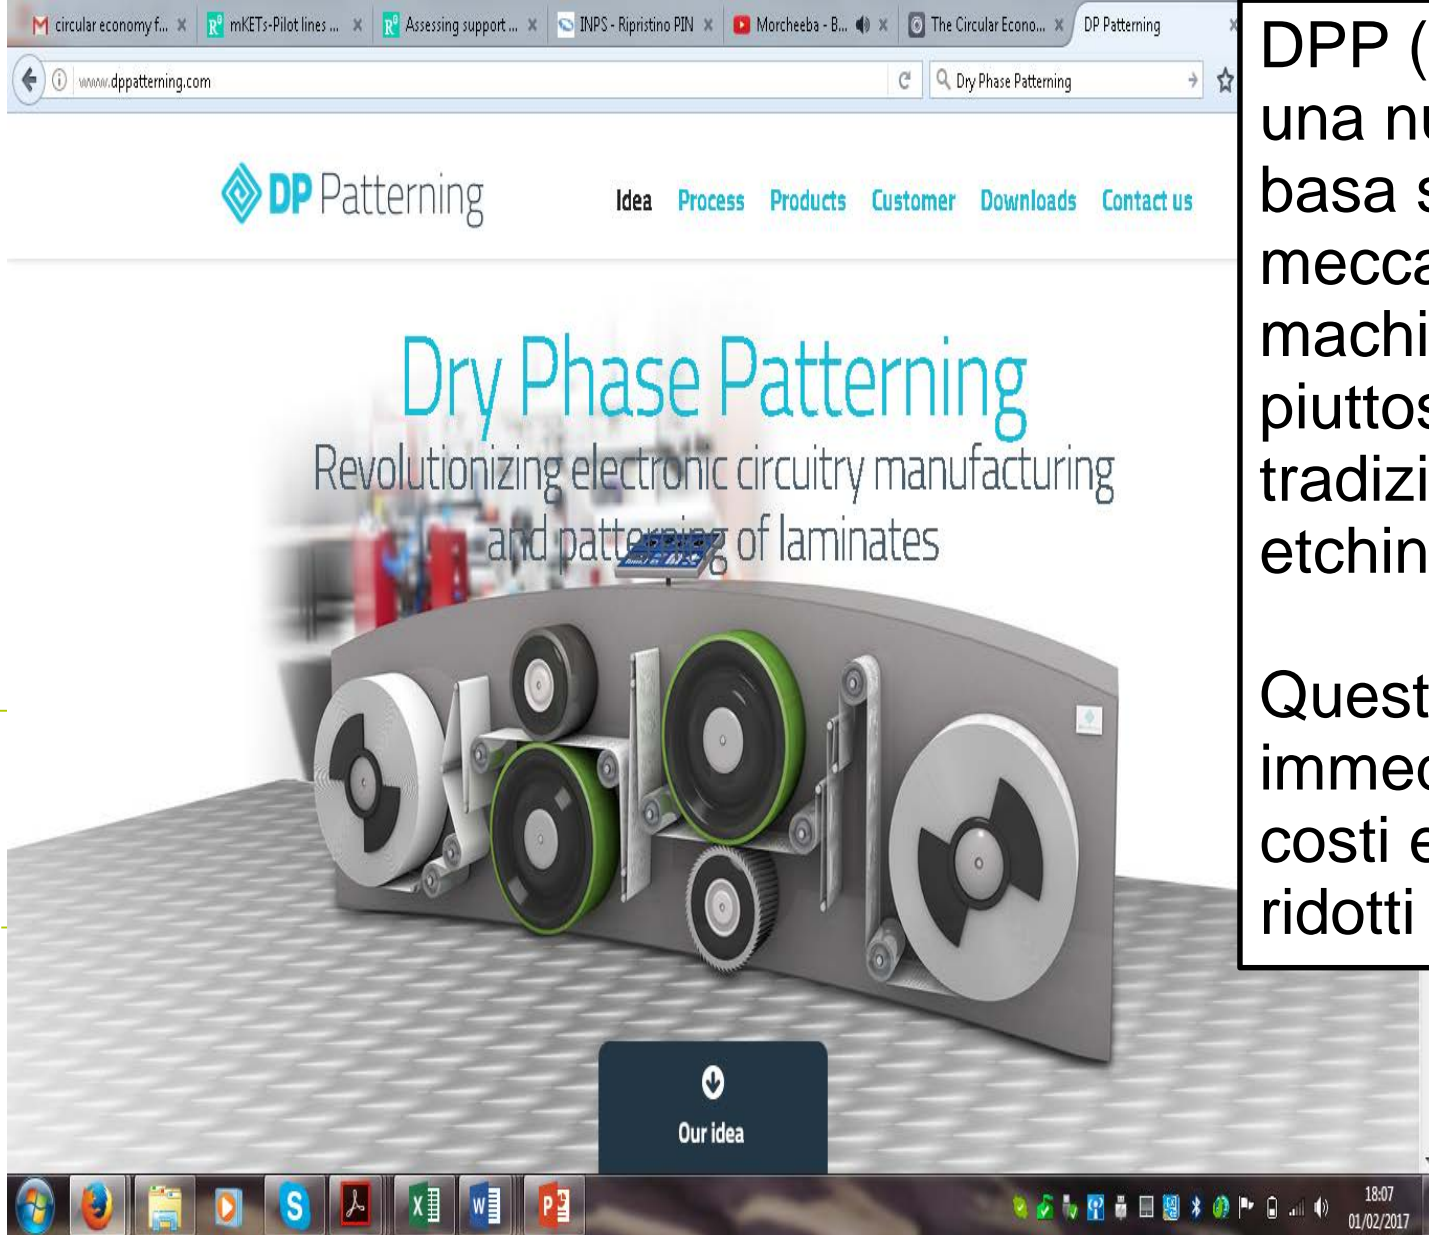 circular economy f...
mKETs-Pilot lines ...
Assessing support ...
INPS - Ripristino PIN
Morcheeba - B...
The Circular Econo...
DP Patterning
www.dppatterning.com
Dry Phase Patterning
DP Patterning
Idea Process Products Customer Downloads Contact us
Dry Phase Patterning
Revolutionizing electronic circuitry manufacturing
and patterning of laminates
Our idea
18:07
01/02/2017
DPP (
una nu
basa s
mecca
machi
piuttos
tradizi
etchin
Quest
immed
costi e
ridotti